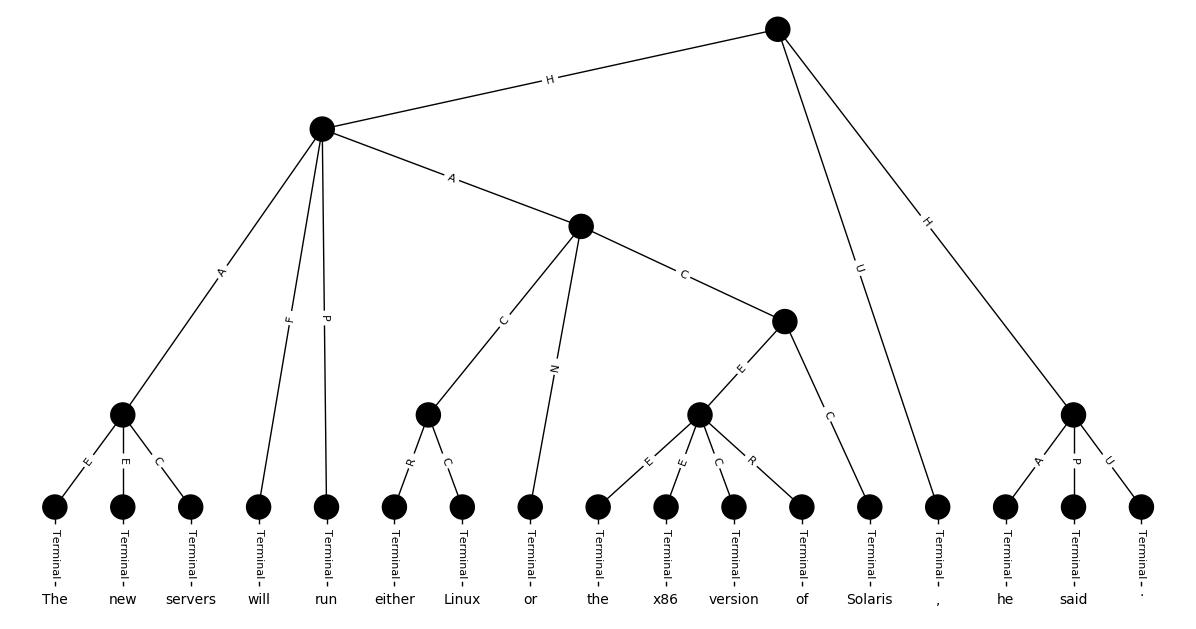 H
A
A
F
P
C
N
C
U
H
E
C
E
E
C
R
C
E
E
C
R
A
P
U
Terminal Terminal Terminal Terminal Terminal Terminal Terminal Terminal Terminal Terminal Terminal Terminal Terminal Terminal Terminal Terminal Terminal
The new servers will run either Linux or the x86 version of Solaris , he said .